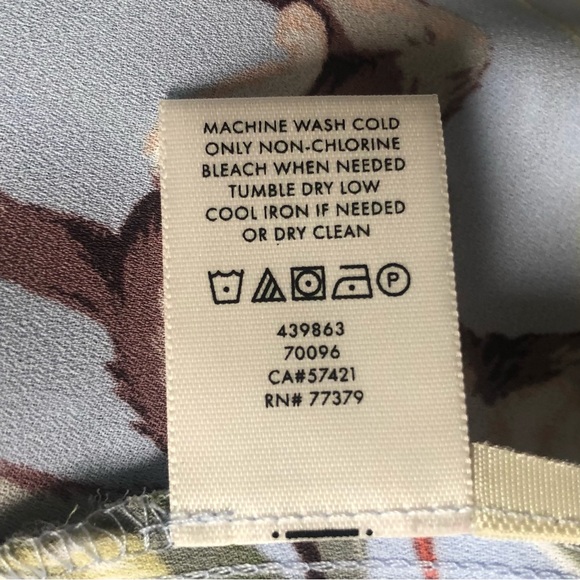 MACHINE WASH COLD
ONLY NON-CHLORINE
BLEACH WHEN NEEDED
TUMBLE DRY LOW
COOL IRON IF NEEDED
OR DRY CLEAN
P
439863
70096
CA#57421
RN# 77379